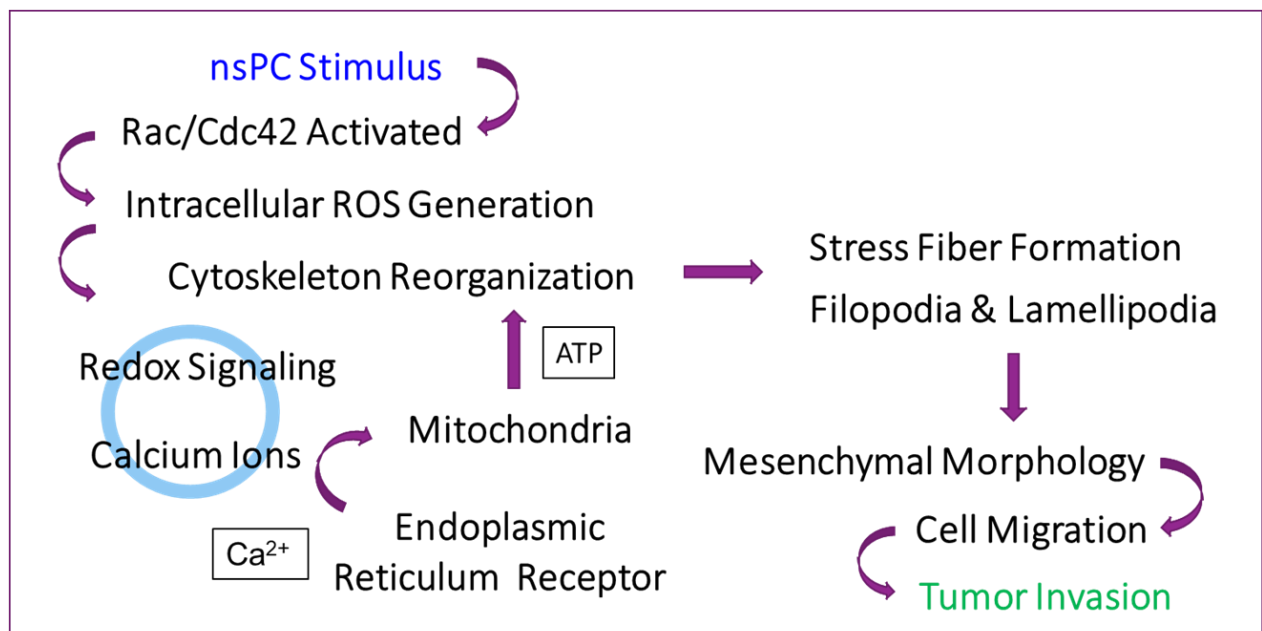 nsPC Stimulus
Rac/Cdc42 Activated
Intracellular ROS Generation
Cytoskeleton Reorganization
Redox Signaling
Calcium Ions
ATP
Mitochondria
Ca²⁺
Endoplasmic
Reticulum Receptor
Stress Fiber Formation
Filopodia & Lamellipodia
Mesenchymal Morphology
Cell Migration
Tumor Invasion